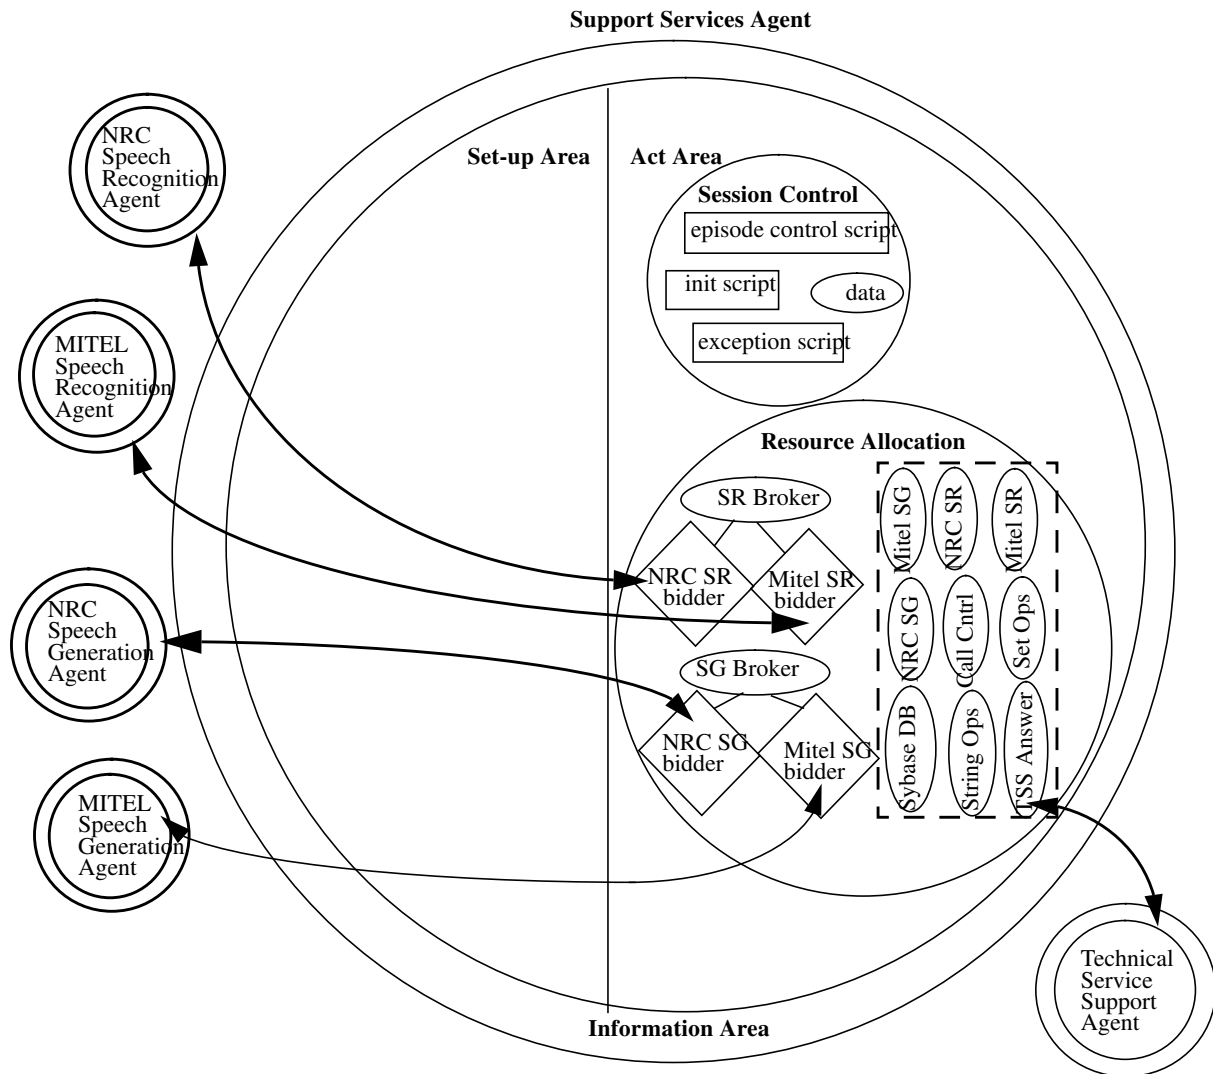 Support Services Agent
NRC
Speech
Recognition
Agent
Set-up Area
Act Area
Session Control
episode control script
init script
data
exception script
MITEL
Speech
Recognition
Agent
Resource Allocation
SR Broker
NRC SR
bidder
Mitel SR
bidder
Mitel SG
NRC SR
Mitel SR
NRC SG
Call Cntrl
Set Ops
Sybase DB
String Ops
TSS Answer
NRC
Speech
Generation
Agent
SG Broker
NRC SG
bidder
Mitel SG
bidder
MITEL
Speech
Generation
Agent
Technical
Service
Support
Agent
Information Area